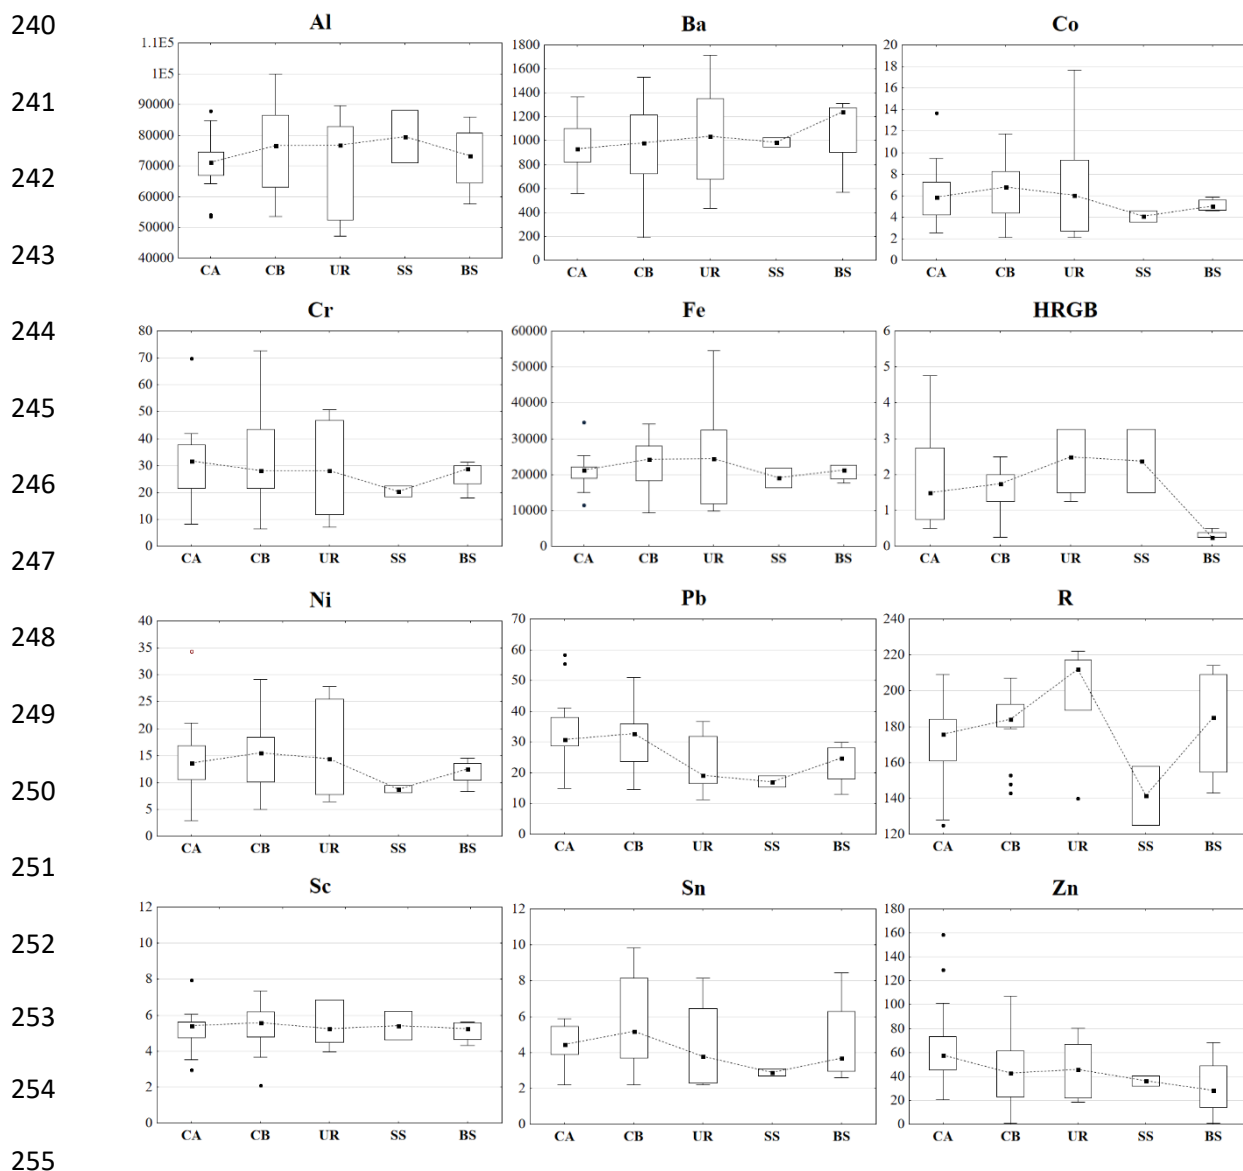 240
Al Ba Co
1.1E5 1800 20
1E5 1600 18
90000 1400 16
241
80000 1200 14
70000 1000 12
60000 800 10
242
50000 600 8
40000 400 6
200 4
0 2
0
243
CA CB UR SS BS CA CB UR SS BS CA CB UR SS BS
244
Cr Fe HRGB
80 60000 6
70 50000 5
60 40000 4
245
50 30000 3
40 20000 2
30 10000 1
246
20 0 0
10
0
247
CA CB UR SS BS CA CB UR SS BS CA CB UR SS BS
Ni Pb R
248
40 70 240
35 60 220
30 50 200
249
25 40 180
20 30 160
15 20 140
250
10 10 120
5 0
0
CA CB UR SS BS CA CB UR SS BS CA CB UR SS BS
251
Sc Sn Zn
12 12 180
10 10 160
252
8 8 140
6 6 120
253
4 4 100
2 2 80
254
0 0 60
40
20
0
CA CB UR SS BS CA CB UR SS BS CA CB UR SS BS
255